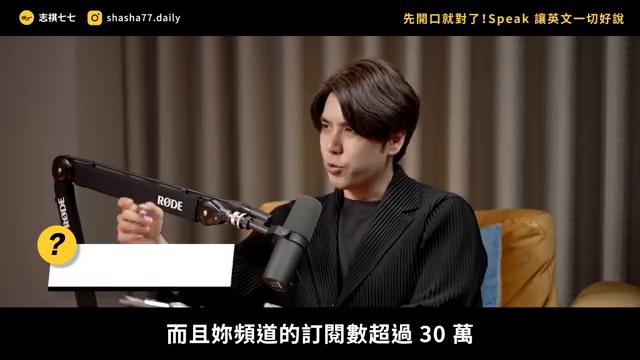 志祺七七
shasha77.daily
先開口就對了!Speak 讓英文一切好說
RØDE
RØDE
?
而且妳頻道的訂閱數超過 30 萬